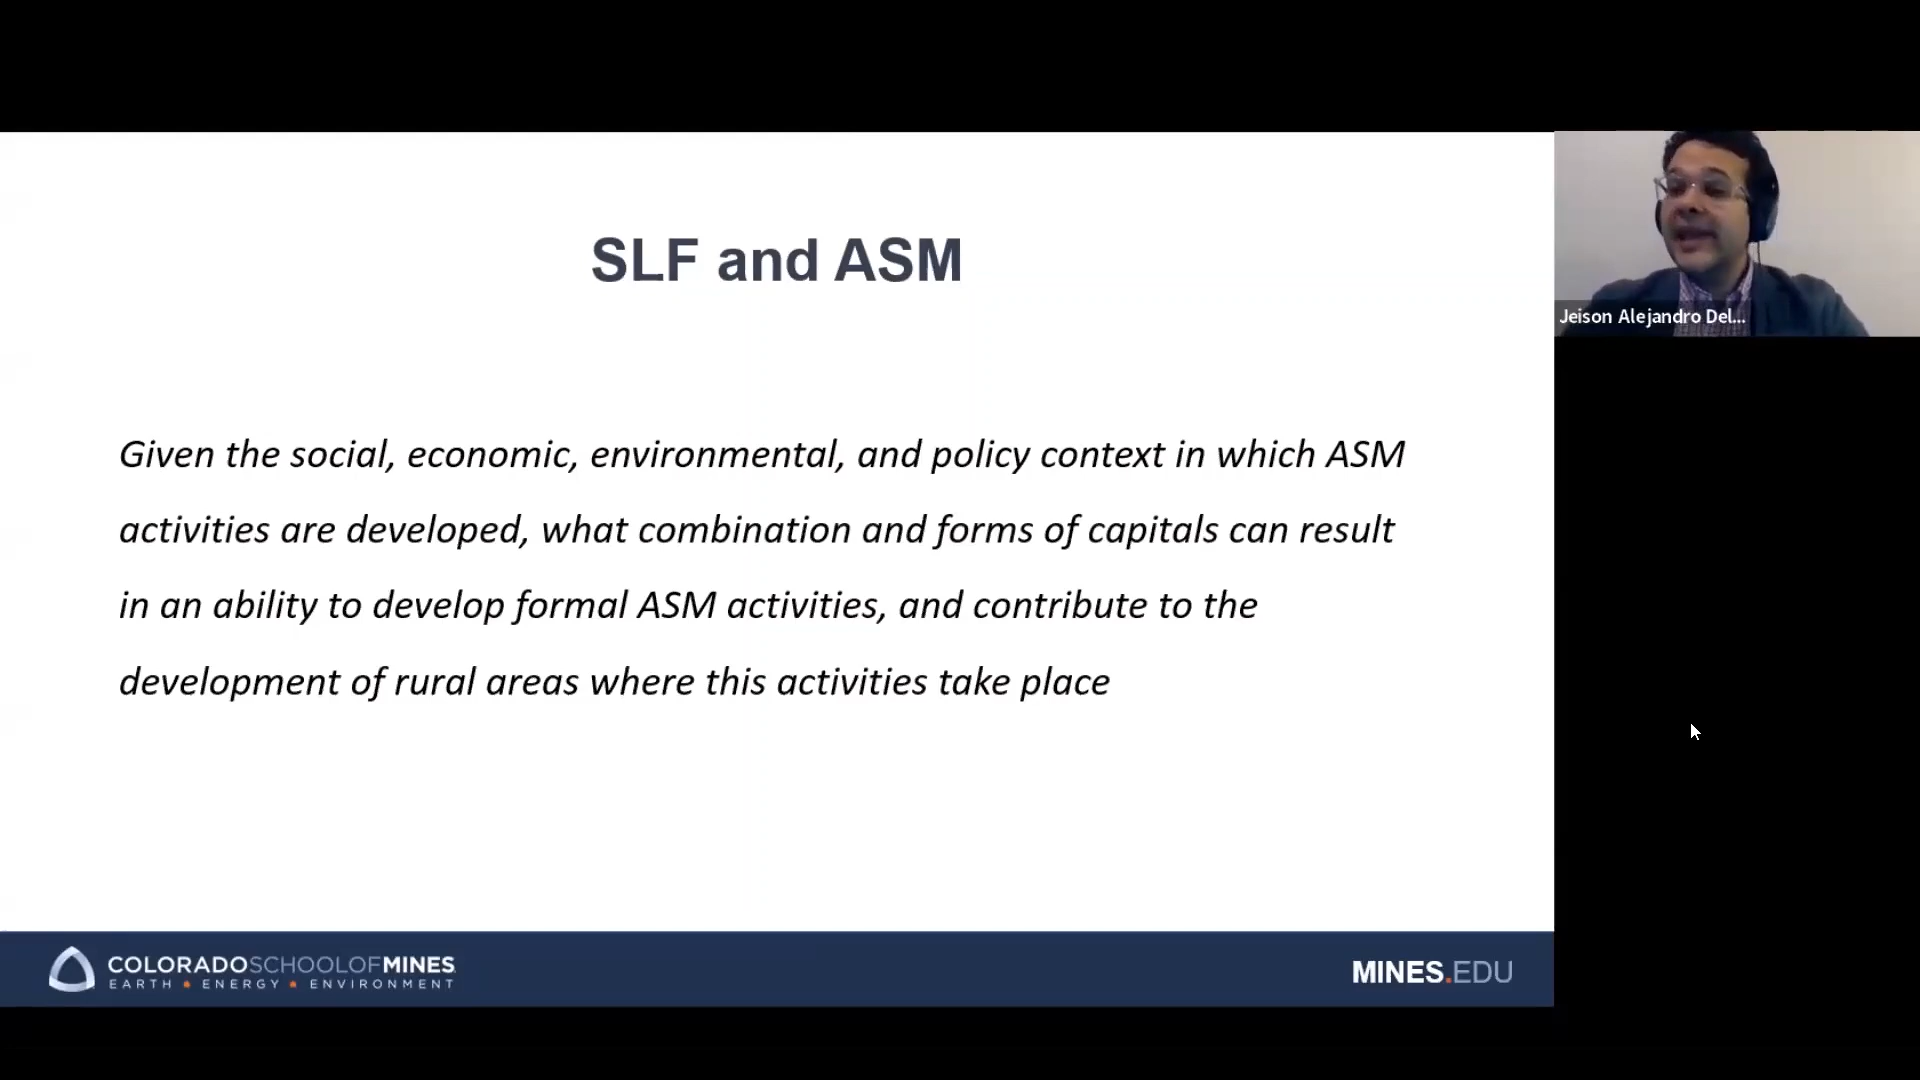 SLF and ASM
Jeison Alejandro Del...
Given the social, economic, environmental, and policy context in which ASM
activities are developed, what combination and forms of capitals can result
in an ability to develop formal ASM activities, and contribute to the
development of rural areas where this activities take place
COLORADOSCHOOLOFMINES
EARTH • ENERGY • ENVIRONMENT
MINES.EDU